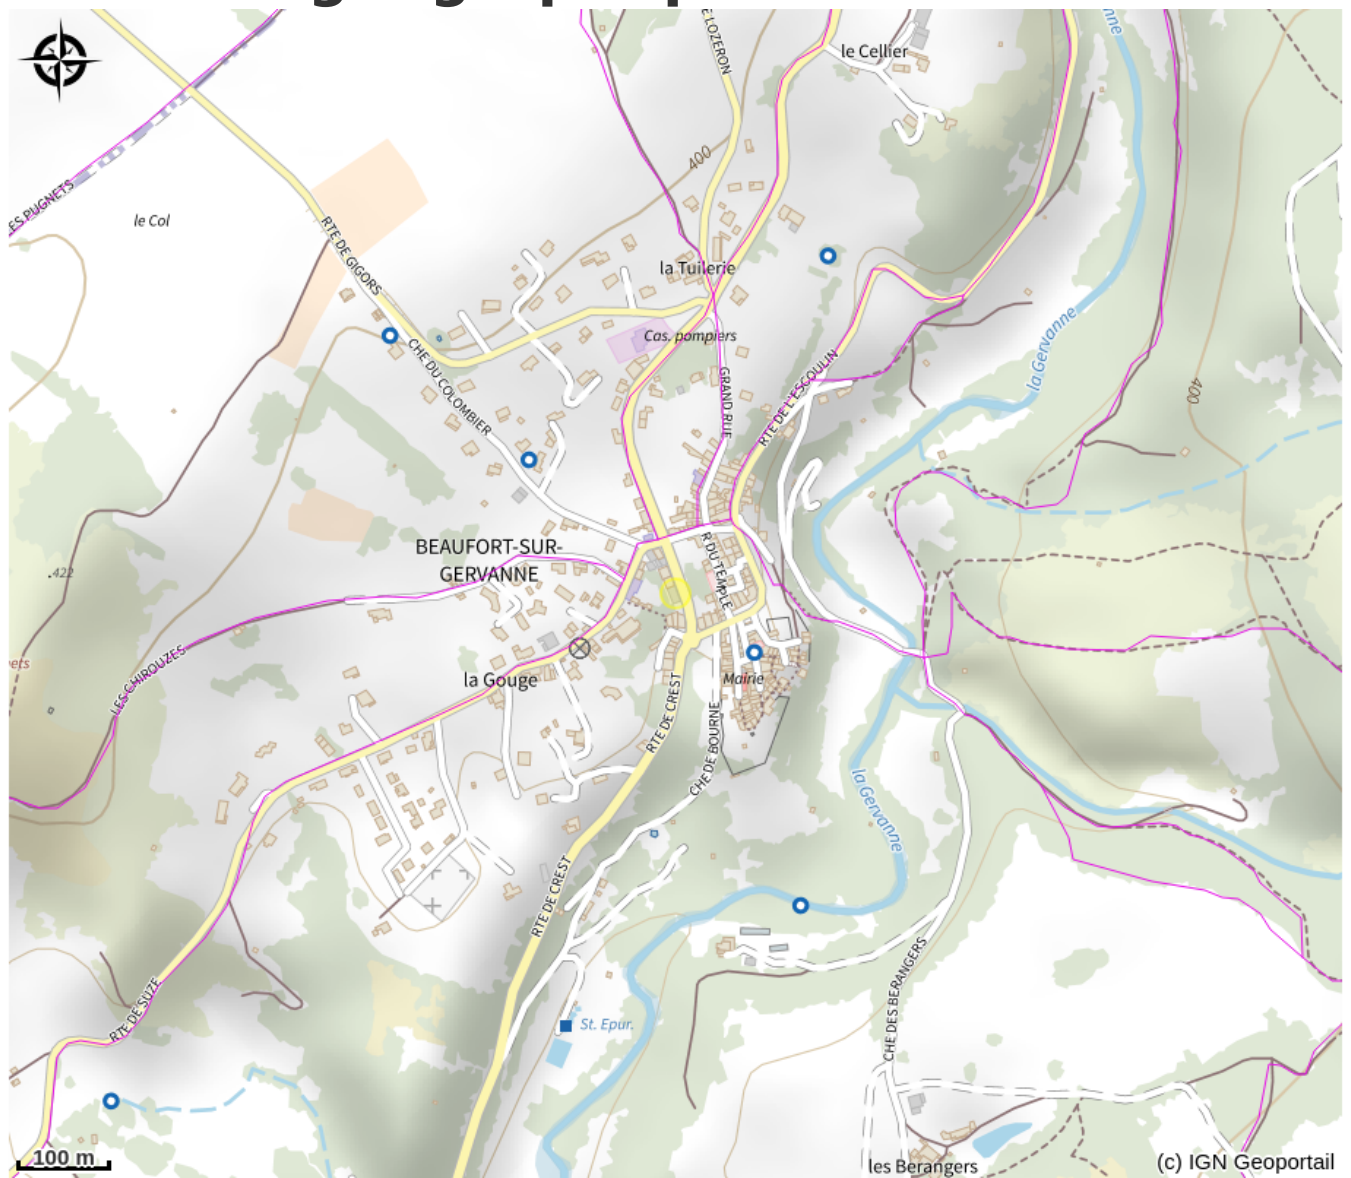 le Cellier
E LOZERON
400
ES PUGNETS
le Col
RTE DE GIGORS
la Tuilerie
Cas. pompiers
la Gervanne
CHE DU COLOMBIER
GRAND RUE
RTE DE L'ESCOULIN
400
BEAUFORT-SUR-
GERVANNE
R DU TEMPLE
.422
LES CHIROUZES
la Gouge
Mairie
RTE DE CREST
CHE DE BOURNE
la Gervanne
RTE DE CREST
CHE DES BERANGERS
RTE DE SUZE
St. Epur.
100 m
les Berangers
(c) IGN Geoportail